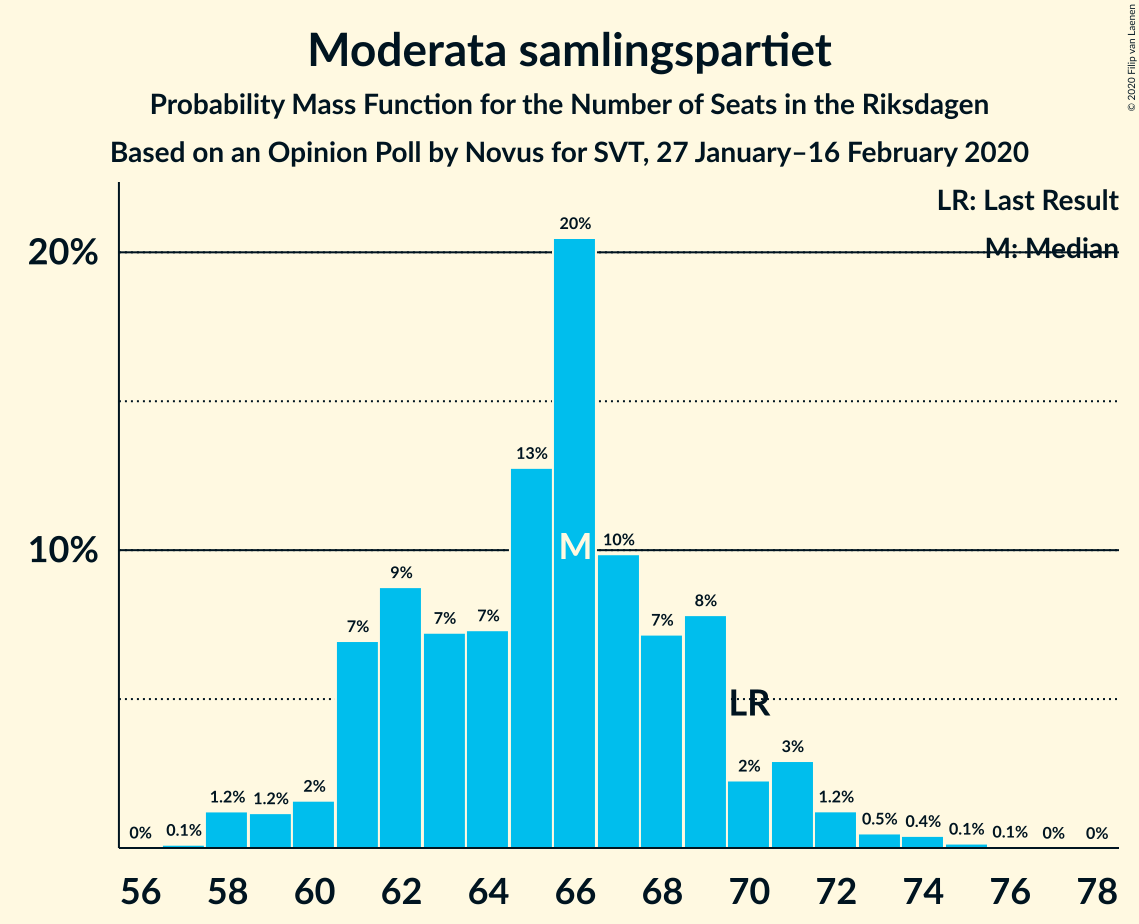 Moderata samlingspartiet
Probability Mass Function for the Number of Seats in the Riksdagen
Based on an Opinion Poll by Novus for SVT, 27 January–16 February 2020
© 2020 Filip van Laenen
LR: Last Result
M: Median
20%
10%
0%
0.1%
1.2%
1.2%
2%
7%
9%
7%
7%
13%
20%
M
10%
7%
8%
LR
2%
3%
1.2%
0.5%
0.4%
0.1%
0.1%
0%
0%
56 58 60 62 64 66 68 70 72 74 76 78